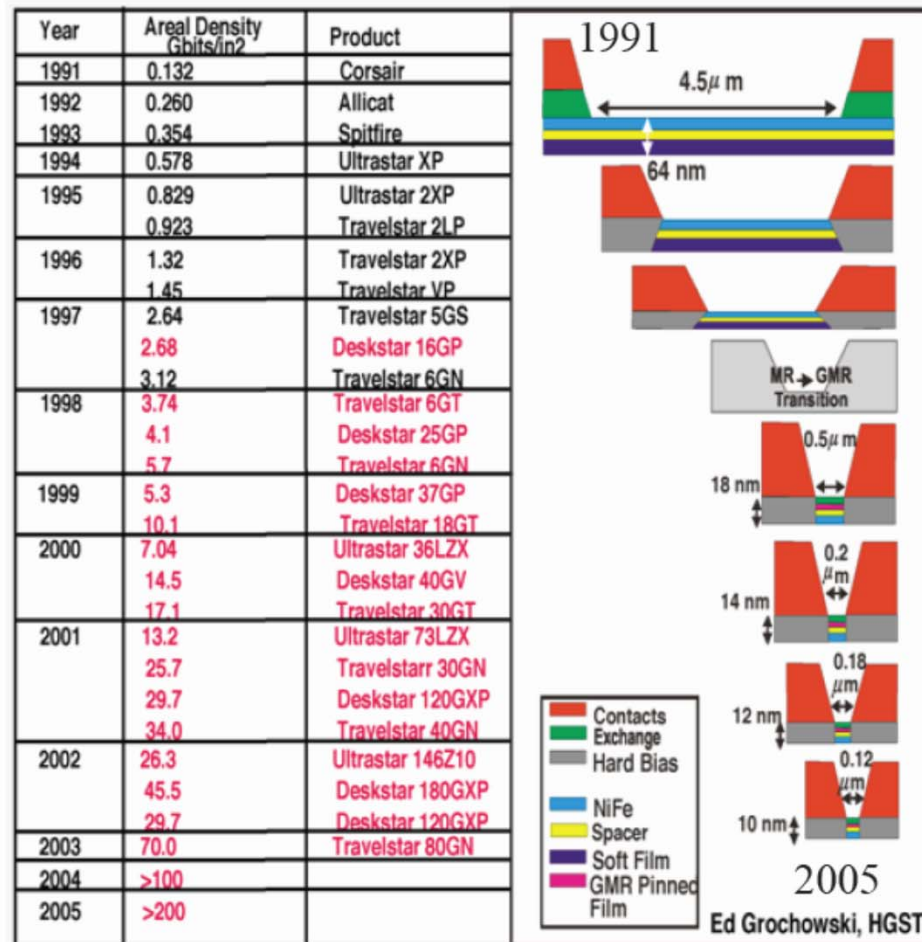 Year Areal Density Gbits/in2 Product
1991 0.132 Corsair
1992 0.260 Allicat
1993 0.354 Spitfire
1994 0.578 Ultrastar XP
1995 0.829 Ultrastar 2XP
0.923 Travelstar 2LP
1996 1.32 Travelstar 2XP
1.45 Travelstar VP
1997 2.64 Travelstar 5GS
2.68 Deskstar 16GP
3.12 Travelstar 6GN
1998 3.74 Travelstar 6GT
4.1 Deskstar 25GP
5.7 Travelstar 6GN
1999 5.3 Deskstar 37GP
10.1 Travelstar 18GT
2000 7.04 Ultrastar 36LZX
14.5 Deskstar 40GV
17.1 Travelstar 30GT
2001 13.2 Ultrastar 73LZX
25.7 Travelstarr 30GN
29.7 Deskstar 120GXP
34.0 Travelstar 40GN
2002 26.3 Ultrastar 146Z10
45.5 Deskstar 180GXP
29.7 Deskstar 120GXP
2003 70.0 Travelstar 80GN
2004 >100
2005 >200
1991
4.5μm
64 nm
MR GMR
Transition
0.5μm
18 nm
0.2
μm
14 nm
0.18
μm
12 nm
0.12
μm
10 nm
Contacts
Exchange
Hard Bias
NiFe
Spacer
Soft Film
GMR Pinned
Film
2005
Ed Grochowski, HGST